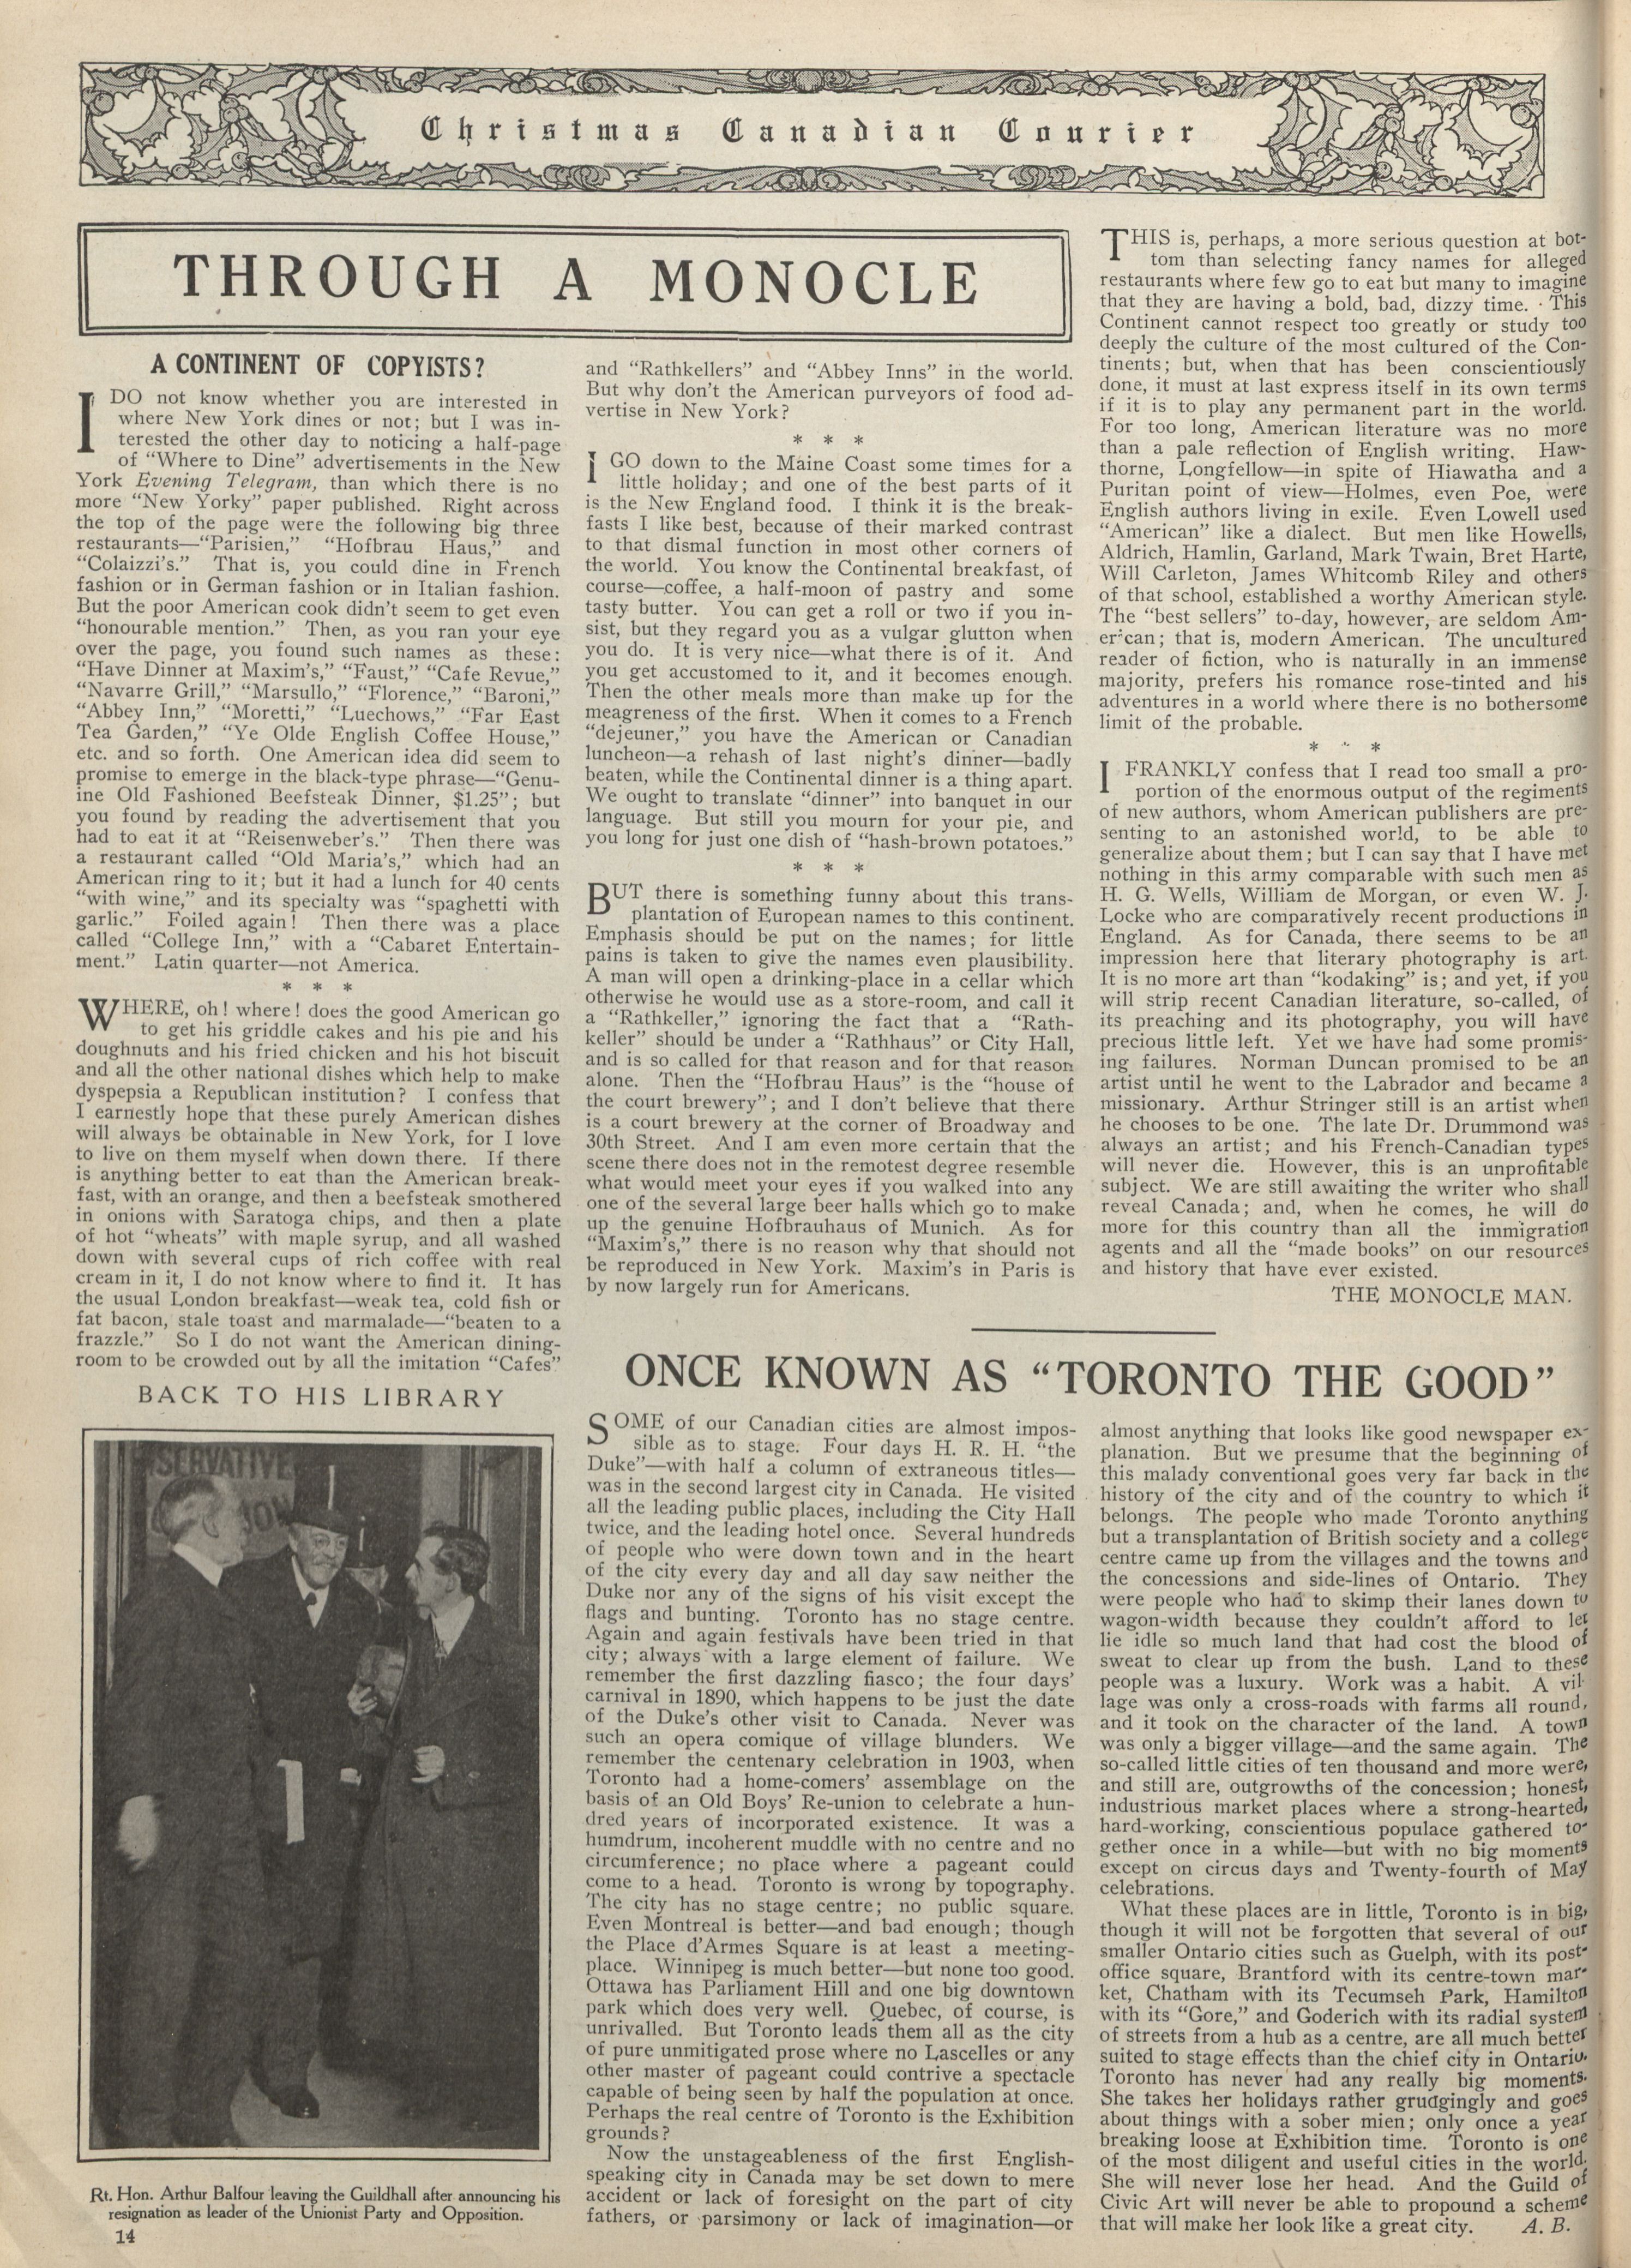 Christmas Canadian Courier
THROUGH A MONOCLE
A CONTINENT OF COPYISTS?
I DO not know whether you are interested in
where New York dines or not; but I was in-
terested the other day to noticing a half-page
of “Where to Dine” advertisements in the New
York Evening Telegram, than which there is no
more “New Yorky” paper published. Right across
the top of the page were the following big three
restaurants—“Parisien,” “Hofbrau Haus,” and
“Colaizzi’s.” That is, you could dine in French
fashion or in German fashion or in Italian fashion.
But the poor American cook didn’t seem to get even
“honourable mention.” Then, as you ran your eye
over the page, you found such names as these:
“Have Dinner at Maxim’s,” “Faust,” “Cafe Revue,”
“Navarre Grill,” “Marsullo,” “Florence,” “Baroni,”
“Abbey Inn,” “Moretti,” “Luechows,” “Far East
Tea Garden,” “Ye Olde English Coffee House,”
etc. and so forth. One American idea did seem to
promise to emerge in the black-type phrase—“Genu-
ine Old Fashioned Beefsteak Dinner, $1.25”; but
you found by reading the advertisement that you
had to eat it at “Reisenweber’s.” Then there was
a restaurant called “Old Maria’s,” which had an
American ring to it; but it had a lunch for 40 cents
“with wine,” and its specialty was “spaghetti with
garlic.” Foiled again! Then there was a place
called “College Inn,” with a “Cabaret Entertain-
ment.” Latin quarter—not America.
* * *
WHERE, oh! where! does the good American go
to get his griddle cakes and his pie and his
doughnuts and his fried chicken and his hot biscuit
and all the other national dishes which help to make
dyspepsia a Republican institution? I confess that
I earnestly hope that these purely American dishes
will always be obtainable in New York, for I love
to live on them myself when down there. If there
is anything better to eat than the American break-
fast, with an orange, and then a beefsteak smothered
in onions with Saratoga chips, and then a plate
of hot “wheats” with maple syrup, and all washed
down with several cups of rich coffee with real
cream in it, I do not know where to find it. It has
the usual London breakfast—weak tea, cold fish or
fat bacon, stale toast and marmalade—“beaten to a
frazzle.” So I do not want the American dining-
room to be crowded out by all the imitation “Cafes”
and “Rathkellers” and “Abbey Inns” in the world.
But why don’t the American purveyors of food ad-
vertise in New York?
* * *
I GO down to the Maine Coast some times for a
little holiday; and one of the best parts of it
is the New England food. I think it is the break-
fasts I like best, because of their marked contrast
to that dismal function in most other corners of
the world. You know the Continental breakfast, of
course—coffee, a half-moon of pastry and some
tasty butter. You can get a roll or two if you in-
sist, but they regard you as a vulgar glutton when
you do. It is very nice—what there is of it. And
you get accustomed to it, and it becomes enough.
Then the other meals more than make up for the
meagreness of the first. When it comes to a French
“dejeuner,” you have the American or Canadian
luncheon—a rehash of last night’s dinner—badly
beaten, while the Continental dinner is a thing apart.
We ought to translate “dinner” into banquet in our
language. But still you mourn for your pie, and
you long for just one dish of “hash-brown potatoes.”
* * *
BUT there is something funny about this trans-
plantation of European names to this continent.
Emphasis should be put on the names; for little
pains is taken to give the names even plausibility.
A man will open a drinking-place in a cellar which
otherwise he would use as a store-room, and call it
a “Rathkeller,” ignoring the fact that a “Rath-
keller” should be under a “Rathhaus” or City Hall,
and is so called for that reason and for that reason
alone. Then the “Hofbrau Haus” is the “house of
the court brewery”; and I don’t believe that there
is a court brewery at the corner of Broadway and
30th Street. And I am even more certain that the
scene there does not in the remotest degree resemble
what would meet your eyes if you walked into any
one of the several large beer halls which go to make
up the genuine Hofbrauhaus of Munich. As for
“Maxim’s,” there is no reason why that should not
be reproduced in New York. Maxim’s in Paris is
by now largely run for Americans.
THIS is, perhaps, a more serious question at bot-
tom than selecting fancy names for alleged
restaurants where few go to eat but many to imagine
that they are having a bold, bad, dizzy time. This
Continent cannot respect too greatly or study too
deeply the culture of the most cultured of the Con-
tinents; but, when that has been conscientiously
done, it must at last express itself in its own terms
if it is to play any permanent part in the world.
For too long, American literature was no more
than a pale reflection of English writing. Haw-
thorne, Longfellow—in spite of Hiawatha and a
Puritan point of view—Holmes, even Poe, were
English authors living in exile. Even Lowell used
“American” like a dialect. But men like Howells,
Aldrich, Hamlin, Garland, Mark Twain, Bret Harte,
Will Carleton, James Whitcomb Riley and others
of that school, established a worthy American style.
The “best sellers” to-day, however, are seldom Am-
erican; that is, modern American. The uncultured
reader of fiction, who is naturally in an immense
majority, prefers his romance rose-tinted and his
adventures in a world where there is no bothersome
limit of the probable.
* * *
I FRANKLY confess that I read too small a pro-
portion of the enormous output of the regiments
of new authors, whom American publishers are pre-
senting to an astonished world, to be able to
generalize about them; but I can say that I have met
nothing in this army comparable with such men as
H. G. Wells, William de Morgan, or even W. J.
Locke who are comparatively recent productions in
England. As for Canada, there seems to be an
impression here that literary photography is art.
It is no more art than “kodaking” is; and yet, if you
will strip recent Canadian literature, so-called, of
its preaching and its photography, you will have
precious little left. Yet we have had some promis-
ing failures. Norman Duncan promised to be an
artist until he went to the Labrador and became a
missionary. Arthur Stringer still is an artist when
he chooses to be one. The late Dr. Drummond was
always an artist; and his French-Canadian types
will never die. However, this is an unprofitable
subject. We are still awaiting the writer who shall
reveal Canada; and, when he comes, he will do
more for this country than all the immigration
agents and all the “made books” on our resources
and history that have ever existed.
THE MONOCLE MAN.
BACK TO HIS LIBRARY
SERVATIVE
ION
Rt. Hon. Arthur Balfour leaving the Guildhall after announcing his
resignation as leader of the Unionist Party and Opposition.
ONCE KNOWN AS “TORONTO THE GOOD”
SOME of our Canadian cities are almost impos-
sible as to stage. Four days H. R. H. “the
Duke”—with half a column of extraneous titles—
was in the second largest city in Canada. He visited
all the leading public places, including the City Hall
twice, and the leading hotel once. Several hundreds
of people who were down town and in the heart
of the city every day and all day saw neither the
Duke nor any of the signs of his visit except the
flags and bunting. Toronto has no stage centre.
Again and again festivals have been tried in that
city; always with a large element of failure. We
remember the first dazzling fiasco; the four days’
carnival in 1890, which happens to be just the date
of the Duke’s other visit to Canada. Never was
such an opera comique of village blunders. We
remember the centenary celebration in 1903, when
Toronto had a home-comers’ assemblage on the
basis of an Old Boys’ Re-union to celebrate a hun-
dred years of incorporated existence. It was a
humdrum, incoherent muddle with no centre and no
circumference; no place where a pageant could
come to a head. Toronto is wrong by topography.
The city has no stage centre; no public square.
Even Montreal is better—and bad enough; though
the Place d’Armes Square is at least a meeting-
place. Winnipeg is much better—but none too good.
Ottawa has Parliament Hill and one big downtown
park which does very well. Quebec, of course, is
unrivalled. But Toronto leads them all as the city
of pure unmitigated prose where no Lascelles or any
other master of pageant could contrive a spectacle
capable of being seen by half the population at once.
Perhaps the real centre of Toronto is the Exhibition
grounds?
Now the unstageableness of the first English-
speaking city in Canada may be set down to mere
accident or lack of foresight on the part of city
fathers, or parsimony or lack of imagination—or
almost anything that looks like good newspaper ex-
planation. But we presume that the beginning of
this malady conventional goes very far back in the
history of the city and of the country to which it
belongs. The people who made Toronto anything
but a transplantation of British society and a college
centre came up from the villages and the towns and
the concessions and side-lines of Ontario. They
were people who had to skimp their lanes down to
wagon-width because they couldn’t afford to let
lie idle so much land that had cost the blood of
sweat to clear up from the bush. Land to these
people was a luxury. Work was a habit. A vil-
lage was only a cross-roads with farms all round,
and it took on the character of the land. A town
was only a bigger village—and the same again. The
so-called little cities of ten thousand and more were,
and still are, outgrowths of the concession; honest,
industrious market places where a strong-hearted,
hard-working, conscientious populace gathered to-
gether once in a while—but with no big moments
except on circus days and Twenty-fourth of May
celebrations.
What these places are in little, Toronto is in big,
though it will not be forgotten that several of our
smaller Ontario cities such as Guelph, with its post-
office square, Brantford with its centre-town mar-
ket, Chatham with its Tecumseh Park, Hamilton
with its “Gore,” and Goderich with its radial system
of streets from a hub as a centre, are all much better
suited to stage effects than the chief city in Ontario.
Toronto has never had any really big moments.
She takes her holidays rather grudgingly and goes
about things with a sober mien; only once a year
breaking loose at Exhibition time. Toronto is one
of the most diligent and useful cities in the world.
She will never lose her head. And the Guild of
Civic Art will never be able to propound a scheme
that will make her look like a great city. A. B.
14